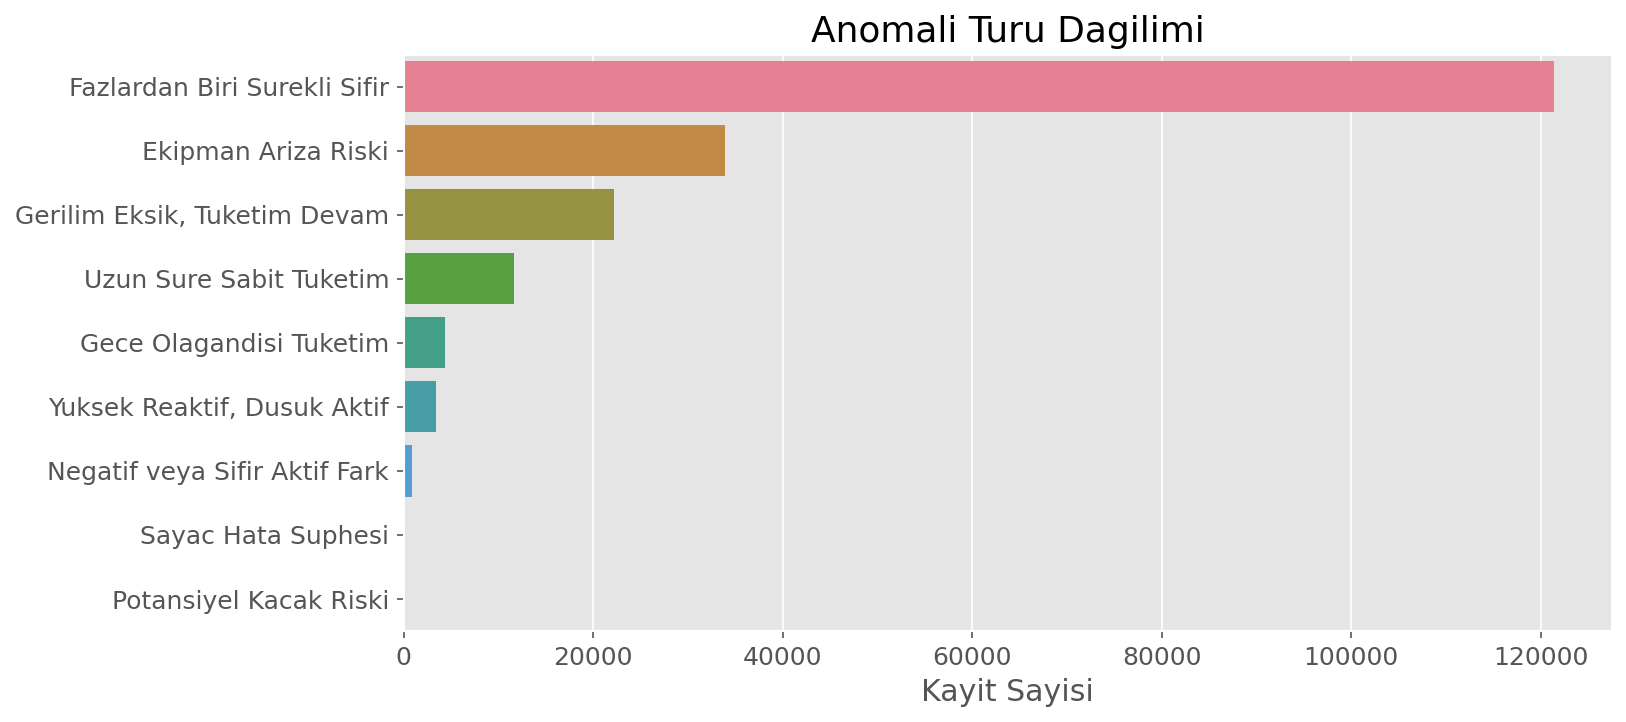 Anomali Turu Dagilimi
Fazlardan Biri Surekli Sifir
Ekipman Ariza Riski
Gerilim Eksik, Tuketim Devam
Uzun Sure Sabit Tuketim
Gece Olagandisi Tuketim
Yuksek Reaktif, Dusuk Aktif
Negatif veya Sifir Aktif Fark
Sayac Hata Suphesi
Potansiyel Kacak Riski
0 20000 40000 60000 80000 100000 120000
Kayit Sayisi